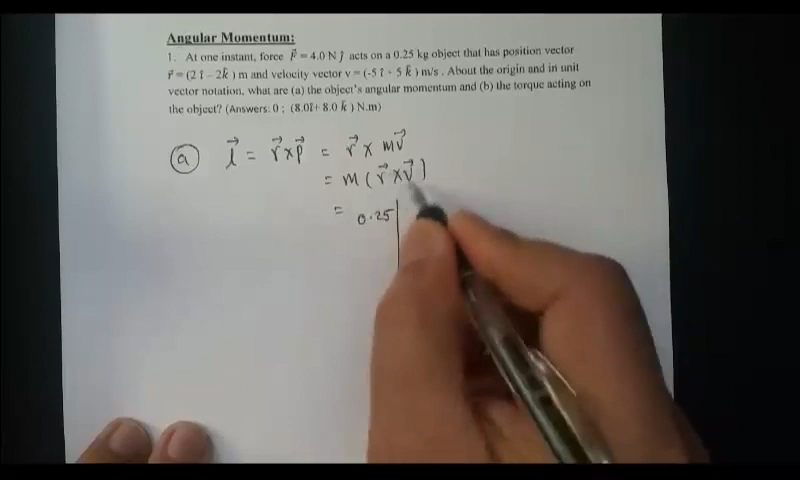 Angular Momentum:
1. At one instant, force F⃗ = 4.0 N ĵ acts on a 0.25 kg object that has position vector
r⃗ = (2 î – 2k̂ ) m and velocity vector v = (-5 î + 5 k̂ ) m/s . About the origin and in unit
vector notation, what are (a) the object's angular momentum and (b) the torque acting on
the object? (Answers: 0 ; (8.0î+ 8.0 k̂ ) N.m)
(a) l⃗ = r⃗ × p⃗ = r⃗ × mv⃗
= m ( r⃗ × v⃗ )
= 0.25